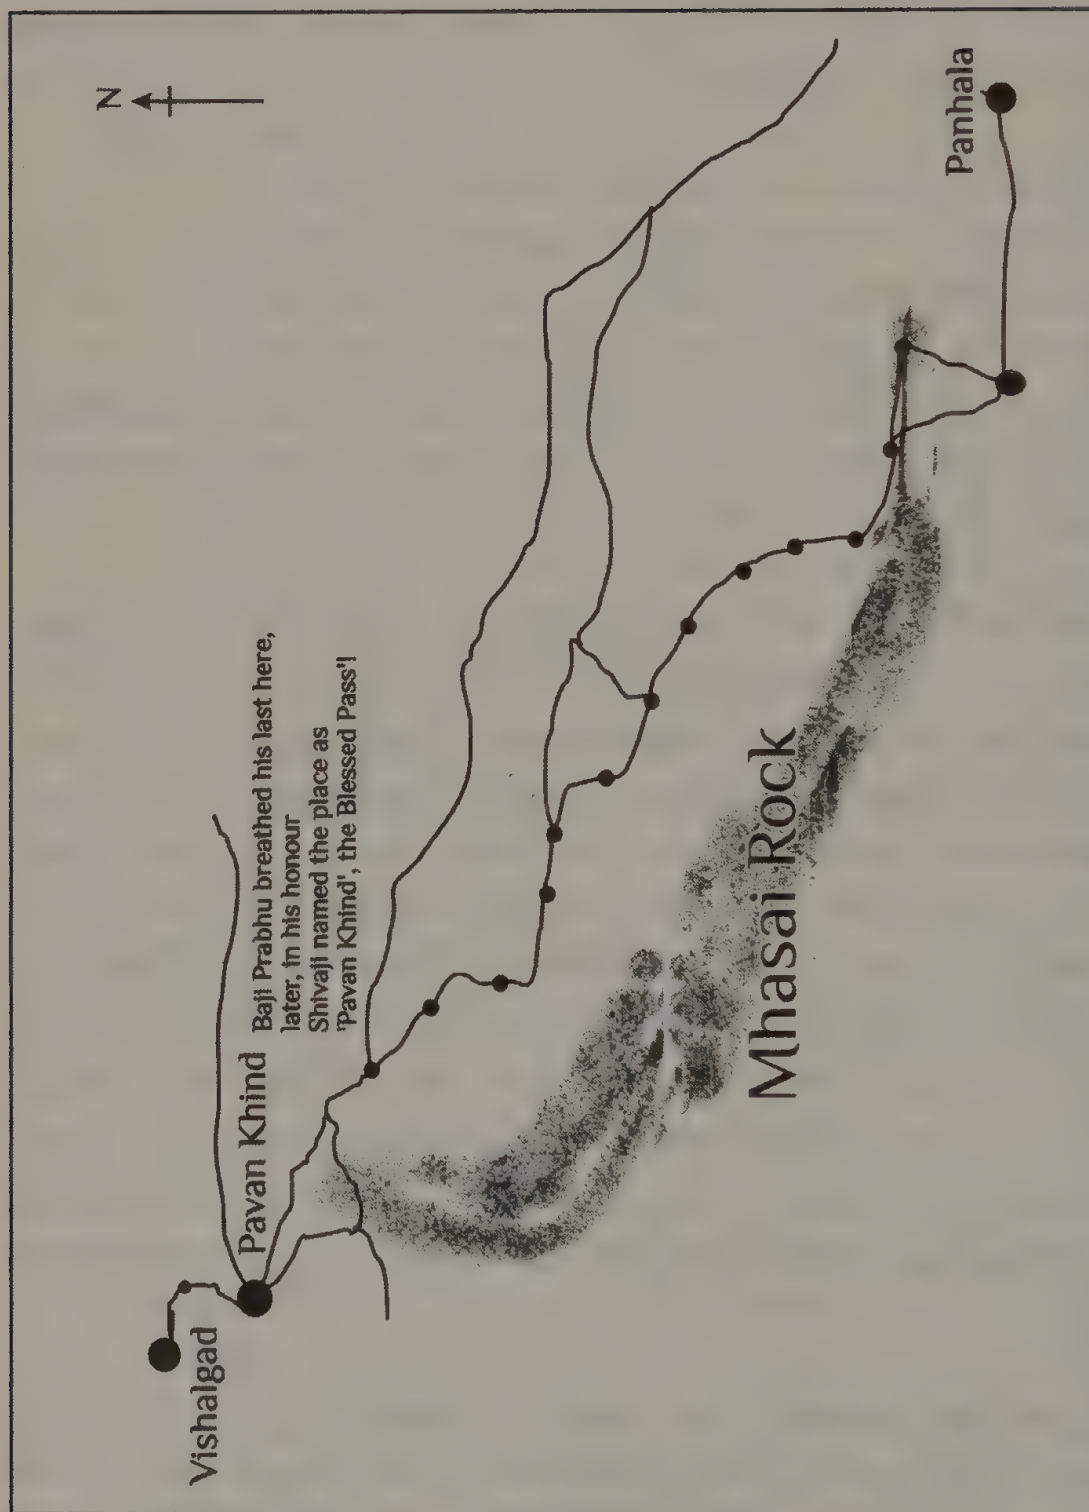 N
Panhala
Vishalgad
Pavan Khind
Baji Prabhu breathed his last here,
later, in his honour
Shivaji named the place as
'Pavan Khind', the Blessed Pass'!
Mhasai Rock